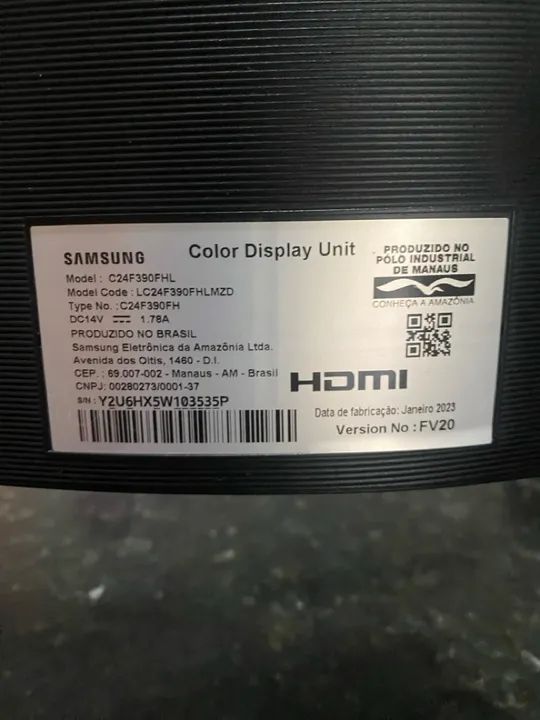 SAMSUNG
Color Display Unit
Model : C24F390FHL
Model Code : LC24F390FHLMZD
Type No. : C24F390FH
DC14V ⎓ 1.78A
PRODUZIDO NO BRASIL
Samsung Eletrônica da Amazônia Ltda.
Avenida dos Oitis, 1460 - D.I.
CEP. : 69.007-002 - Manaus - AM - Brasil
CNPJ: 00280273/0001-37
S/N : Y2U6HX5W103535P
PRODUZIDO NO
PÓLO INDUSTRIAL
DE MANAUS
CONHEÇA A AMAZÔNIA
HDMI
Data de fabricação: Janeiro 2023
Version No : FV20